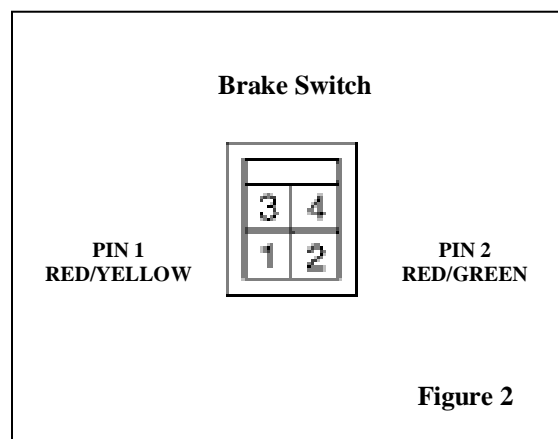 Brake Switch
3 4
1 2
PIN 1
RED/YELLOW
PIN 2
RED/GREEN
Figure 2